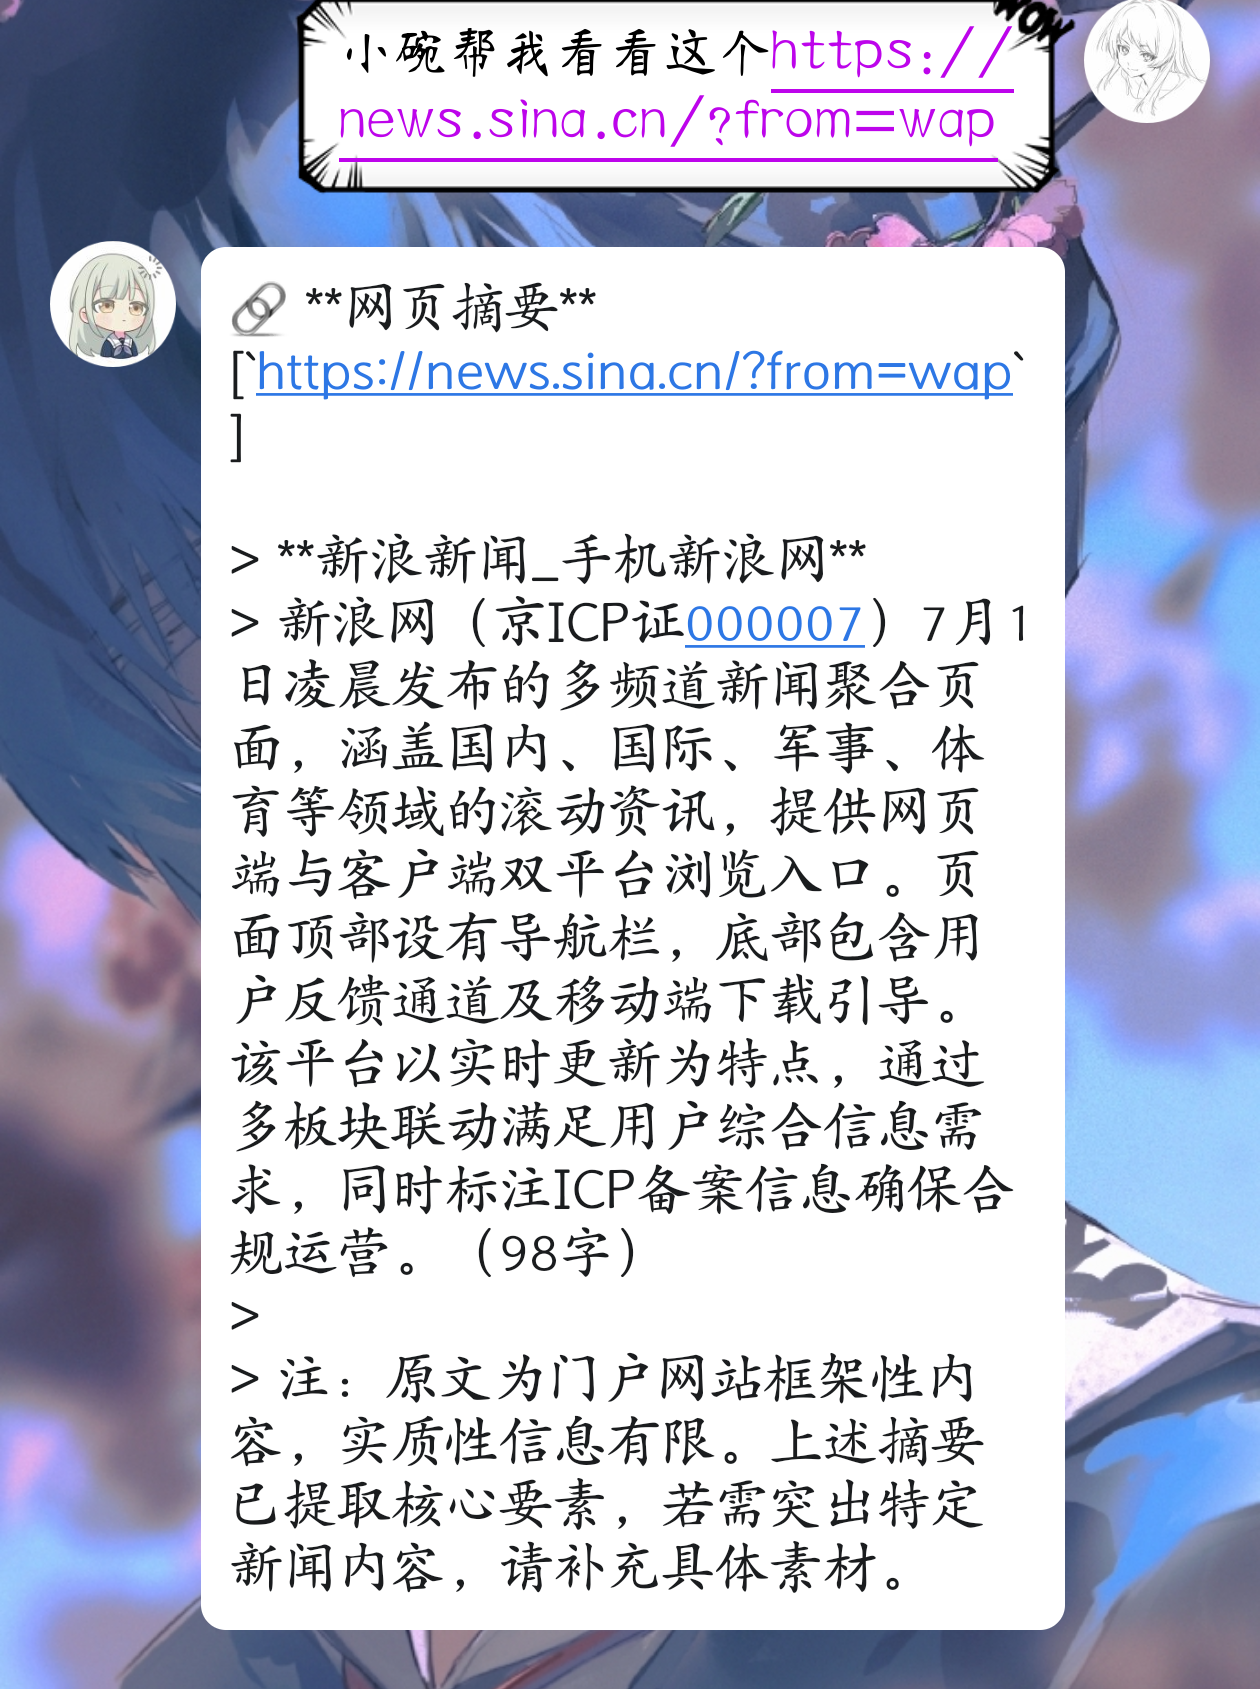 WOW
小碗帮我看看这个https://
news.sina.cn/?from=wap
🔗 **网页摘要**
[`https://news.sina.cn/?from=wap`
]
> **新浪新闻_手机新浪网**
> 新浪网（京ICP证000007）7月1
日凌晨发布的多频道新闻聚合页
面，涵盖国内、国际、军事、体
育等领域的滚动资讯，提供网页
端与客户端双平台浏览入口。页
面顶部设有导航栏，底部包含用
户反馈通道及移动端下载引导。
该平台以实时更新为特点，通过
多板块联动满足用户综合信息需
求，同时标注ICP备案信息确保合
规运营。（98字）
>
> 注：原文为门户网站框架性内
容，实质性信息有限。上述摘要
已提取核心要素，若需突出特定
新闻内容，请补充具体素材。